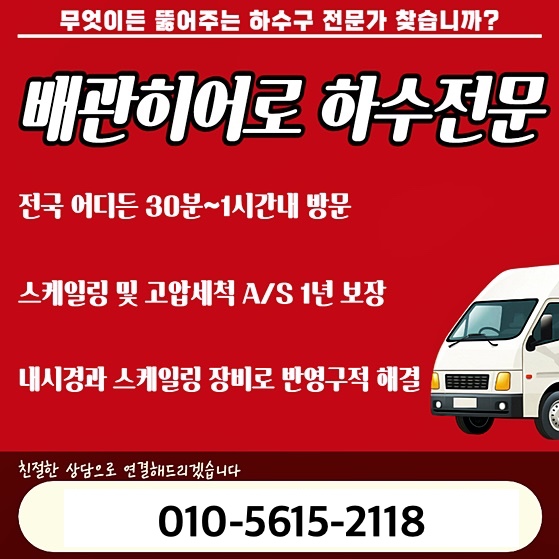 무엇이든 뚫어주는 하수구 전문가 찾습니까?
배관히어로 하수전문
전국 어디든 30분~1시간내 방문
스케일링 및 고압세척 A/S 1년 보장
내시경과 스케일링 장비로 반영구적 해결
친절한 상담으로 연결해드리겠습니다
010-5615-2118